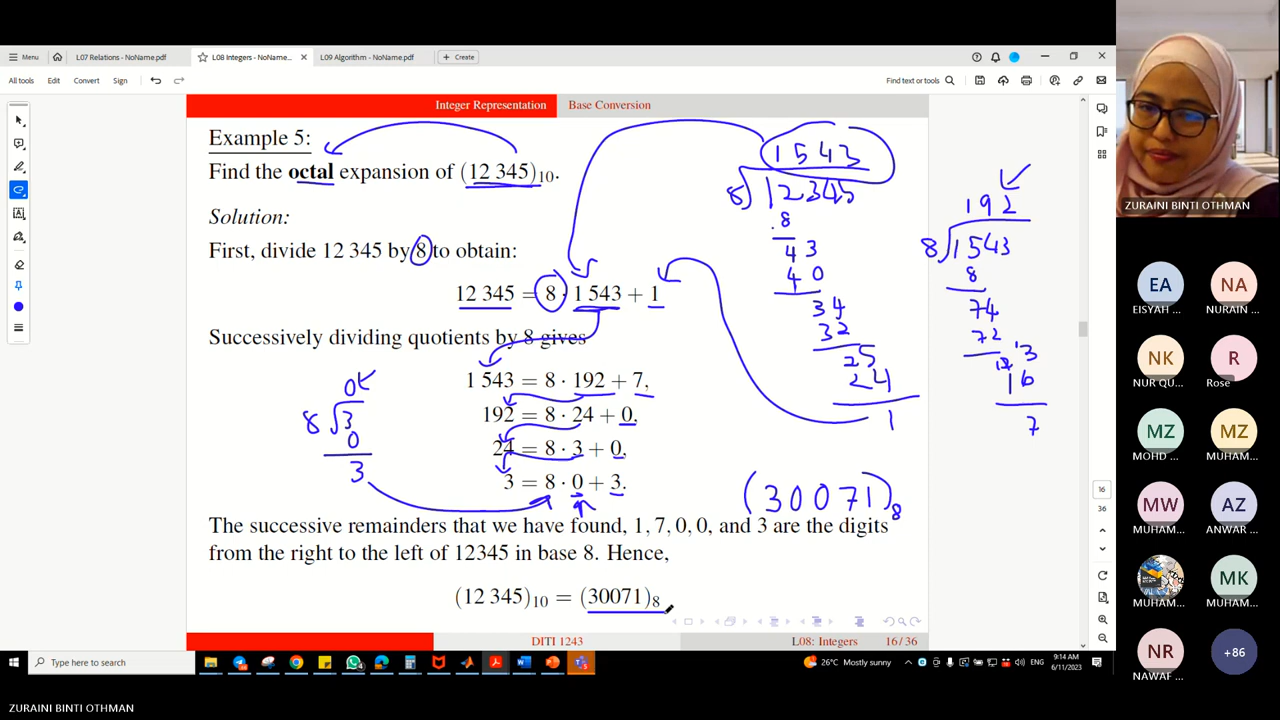 Menu
L07 Relations - NoName.pdf
L08 Integers - NoName...
L09 Algorithm - NoName.pdf
Create
All tools
Edit
Convert
Sign
Find text or tools
Integer Representation
Base Conversion
Example 5:
Find the octal expansion of (12 345)10.
Solution:
First, divide 12 345 by 8 to obtain:
12 345 = 8 · 1 543 + 1
Successively dividing quotients by 8 gives
1 543 = 8 · 192 + 7,
192 = 8 · 24 + 0,
24 = 8 · 3 + 0,
3 = 8 · 0 + 3.
The successive remainders that we have found, 1, 7, 0, 0, and 3 are the digits
from the right to the left of 12345 in base 8. Hence,
(12 345)10 = (30071)8
0
8 3
0
3
1543
8 12345
8
43
40
34
32
25
24
1
192
8 1543
8
74
72
13
16
7
(30071)8
DITI 1243
L08: Integers
16 / 36
16
36
ZURAINI BINTI OTHMAN
EA
EISYAH ...
NA
NURAIN ...
NK
NUR QU...
R
Rose
MZ
MOHD ...
MZ
MUHAM...
MW
MUHAM...
AZ
ANWAR ...
MUHAM...
MK
MUHAM...
NR
NAWAF ...
+86
Type here to search
26°C Mostly sunny
ENG
9:14 AM
6/11/2023
ZURAINI BINTI OTHMAN